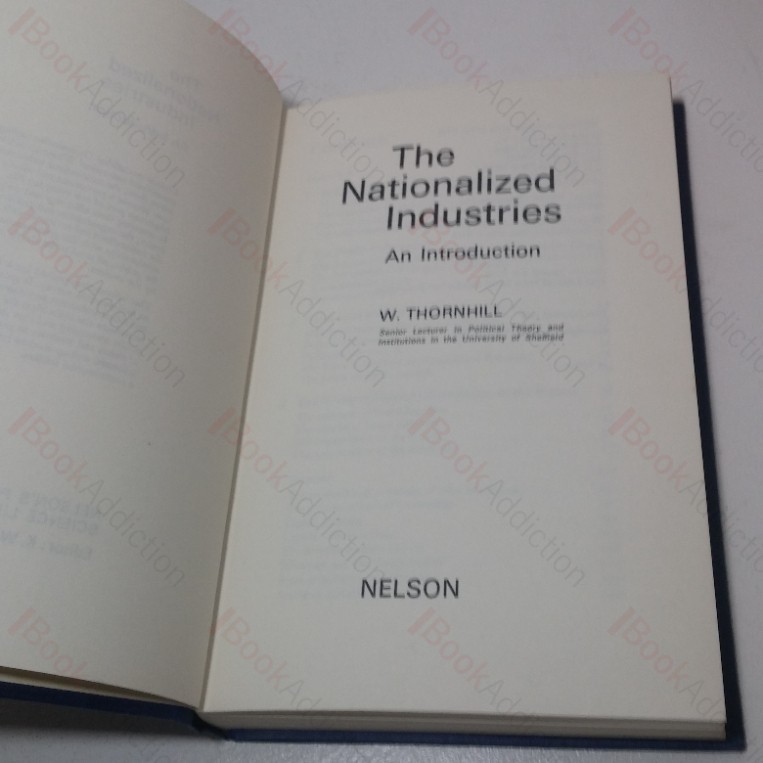 The
Nationalized
Industries
An Introduction
W. THORNHILL
Senior Lecturer in Political Theory and
Institutions in the University of Sheffield
NELSON
BookAddiction